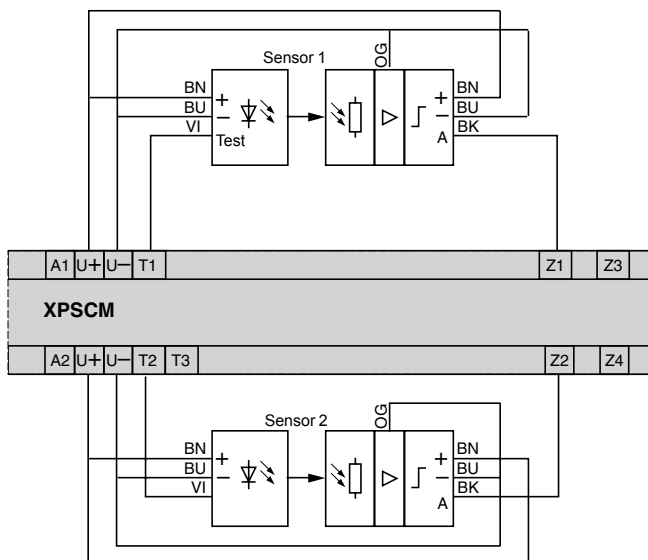 Sensor 1
OG
BN
BU
VI
+
−
Test
+
−
A
BN
BU
BK
A1 U+ U− T1 Z1 Z3
XPSCM
A2 U+ U− T2 T3 Z2 Z4
Sensor 2
OG
BN
BU
VI
+
−
+
−
A
BN
BU
BK